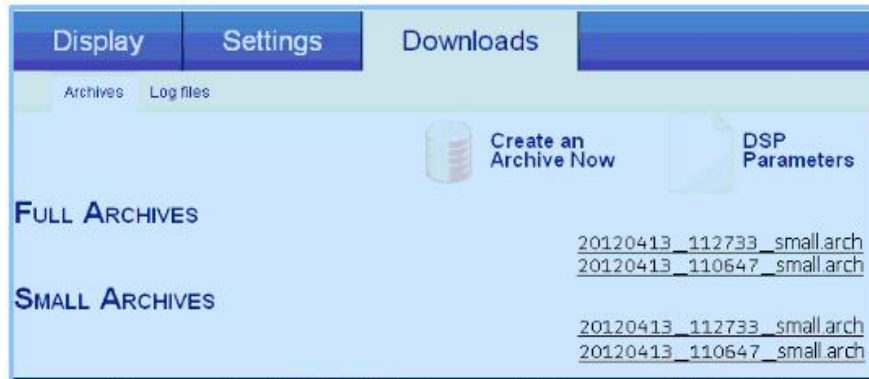 Display Settings Downloads
Archives Log files
Create an
Archive Now
DSP
Parameters
FULL ARCHIVES
20120413_112733_small.arch
20120413_110647_small.arch
SMALL ARCHIVES
20120413_112733_small.arch
20120413_110647_small.arch